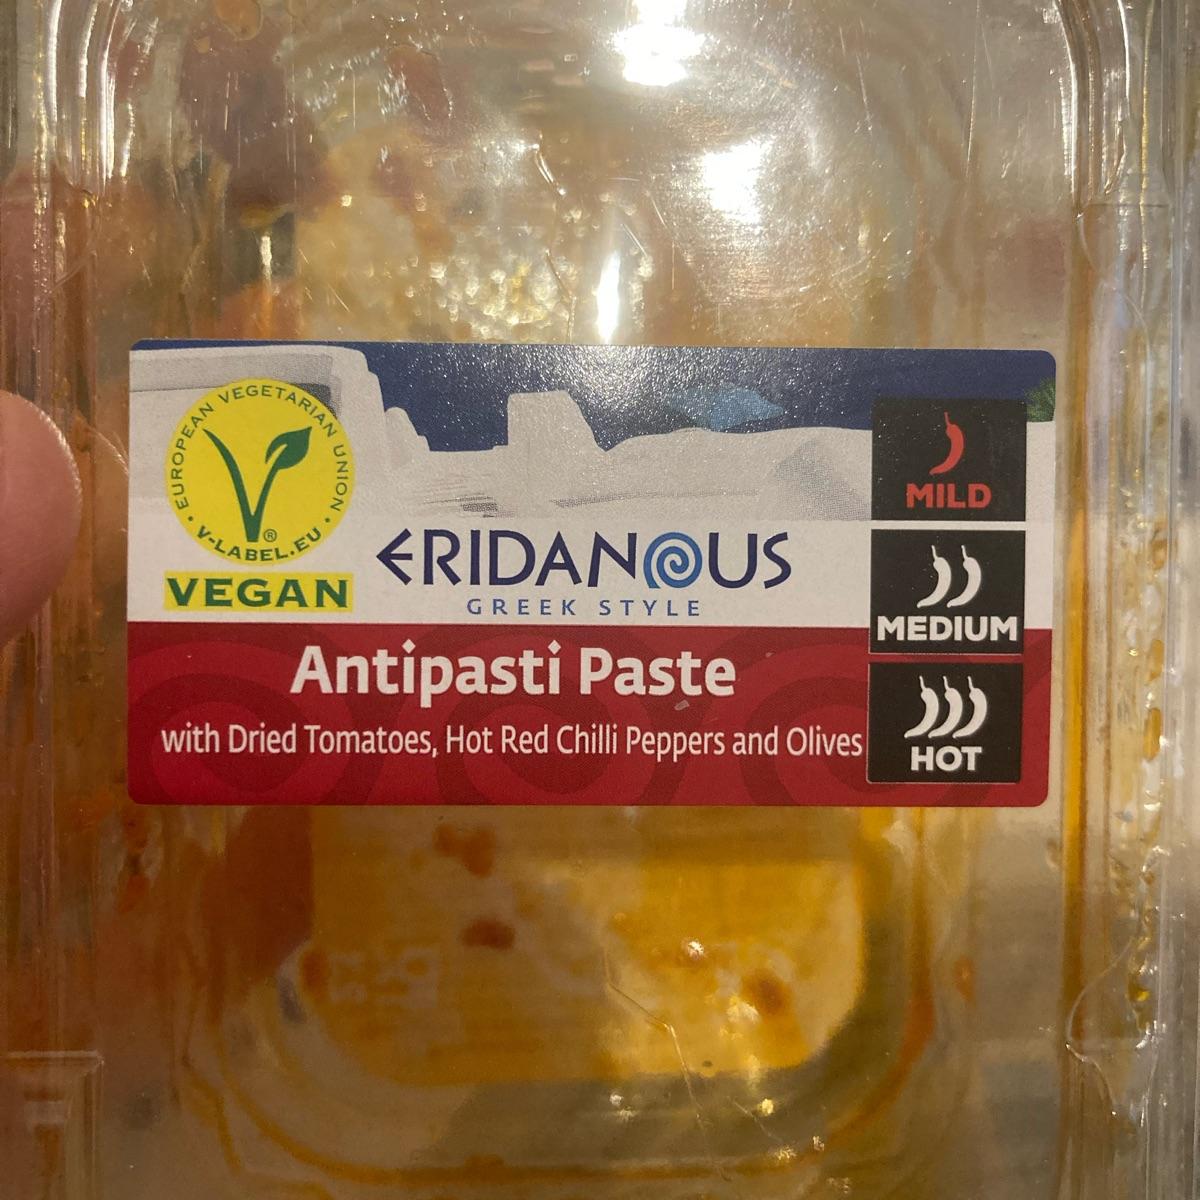 EUROPEAN VEGETARIAN UNION
V-LABEL.EU
®
VEGAN
ERIDANOUS
GREEK STYLE
Antipasti Paste
with Dried Tomatoes, Hot Red Chilli Peppers and Olives
MILD
MEDIUM
HOT